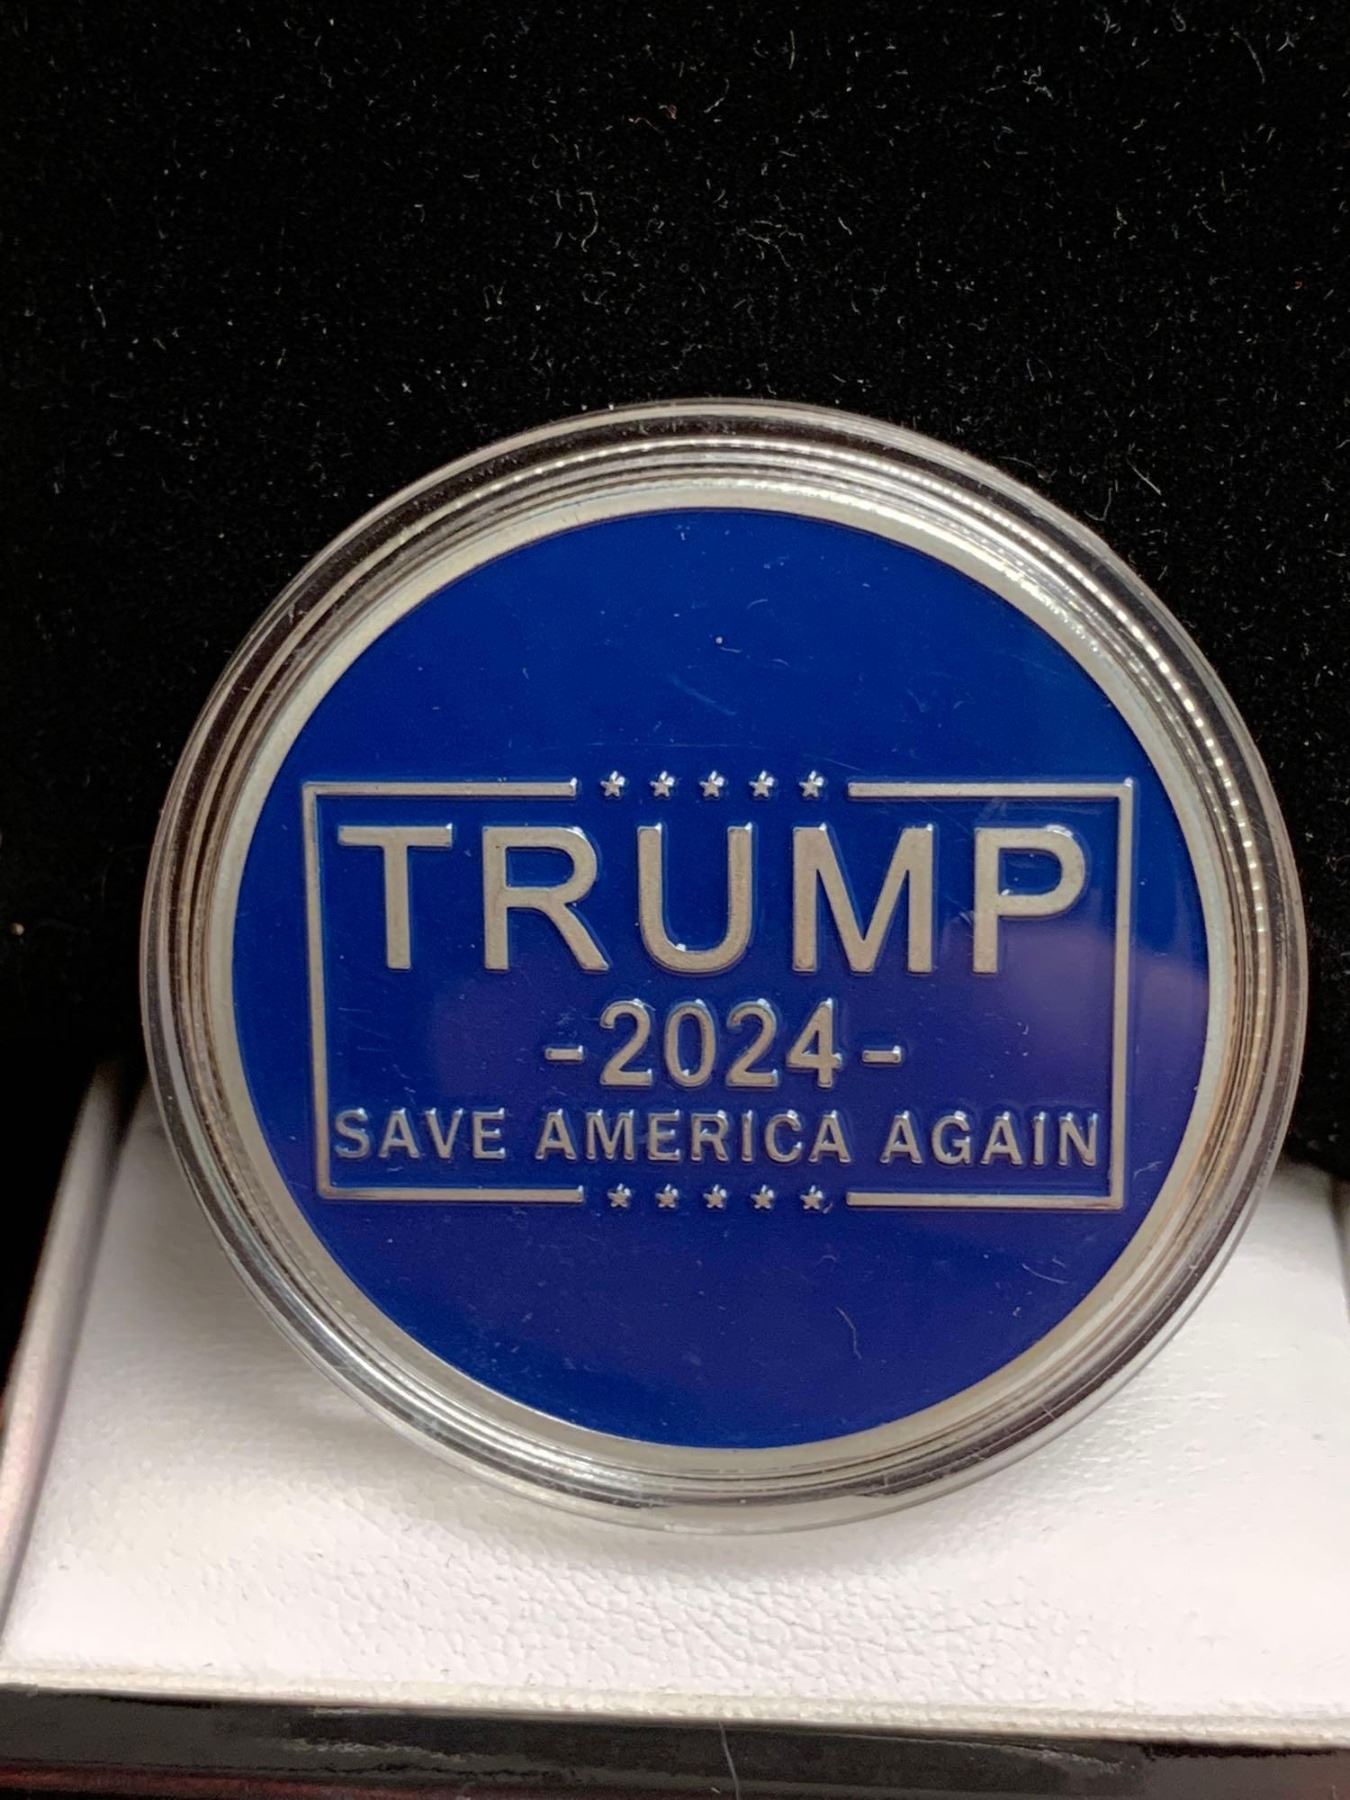 TRUMP
-2024-
SAVE AMERICA AGAIN